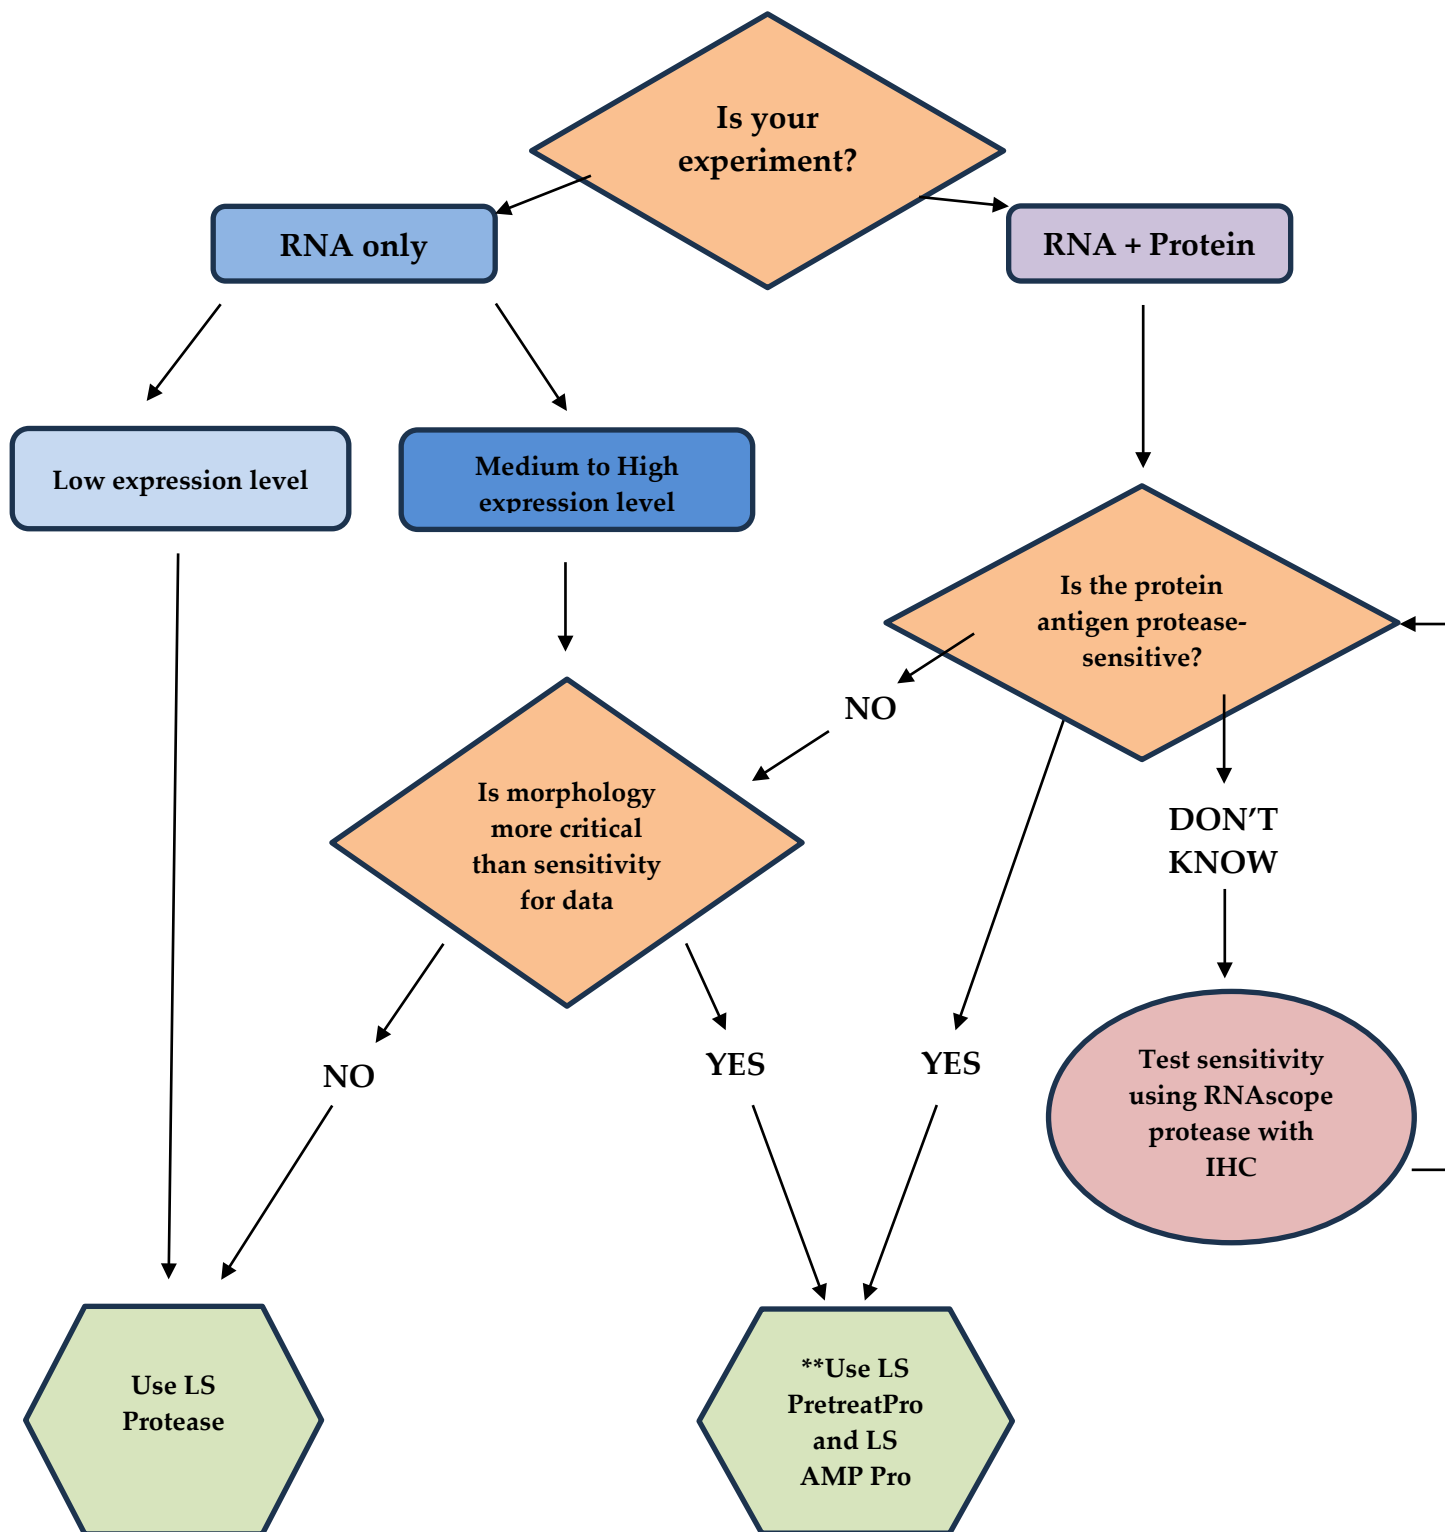 Is your
experiment?
RNA only
RNA + Protein
Low expression level
Medium to High
expression level
Is the protein
antigen protease-
sensitive?
NO
Is morphology
more critical
than sensitivity
for data
DON'T
KNOW
NO
YES
YES
Test sensitivity
using RNAscope
protease with
IHC
Use LS
Protease
**Use LS
PretreatPro
and LS
AMP Pro